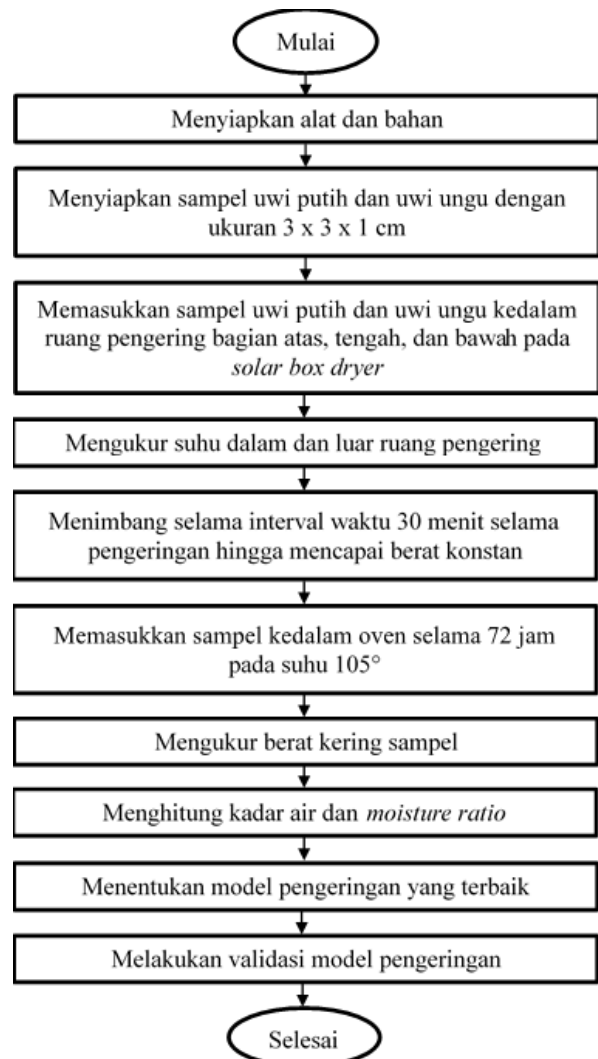 Mulai
Menyiapkan alat dan bahan
Menyiapkan sampel uwi putih dan uwi ungu dengan
ukuran 3 x 3 x 1 cm
Memasukkan sampel uwi putih dan uwi ungu kedalam
ruang pengering bagian atas, tengah, dan bawah pada
solar box dryer
Mengukur suhu dalam dan luar ruang pengering
Menimbang selama interval waktu 30 menit selama
pengeringan hingga mencapai berat konstan
Memasukkan sampel kedalam oven selama 72 jam
pada suhu 105°
Mengukur berat kering sampel
Menghitung kadar air dan moisture ratio
Menentukan model pengeringan yang terbaik
Melakukan validasi model pengeringan
Selesai